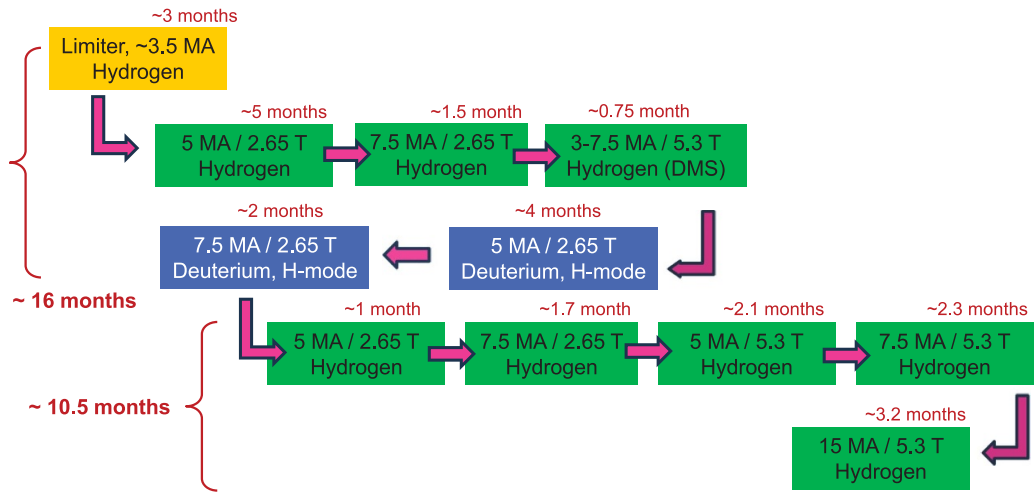 ~3 months
Limiter, ~3.5 MA
Hydrogen
~5 months
5 MA / 2.65 T
Hydrogen
~1.5 month
7.5 MA / 2.65 T
Hydrogen
~0.75 month
3-7.5 MA / 5.3 T
Hydrogen (DMS)
~4 months
5 MA / 2.65 T
Deuterium, H-mode
~2 months
7.5 MA / 2.65 T
Deuterium, H-mode
~ 16 months
~1 month
5 MA / 2.65 T
Hydrogen
~1.7 month
7.5 MA / 2.65 T
Hydrogen
~2.1 months
5 MA / 5.3 T
Hydrogen
~2.3 months
7.5 MA / 5.3 T
Hydrogen
~ 10.5 months
~3.2 months
15 MA / 5.3 T
Hydrogen